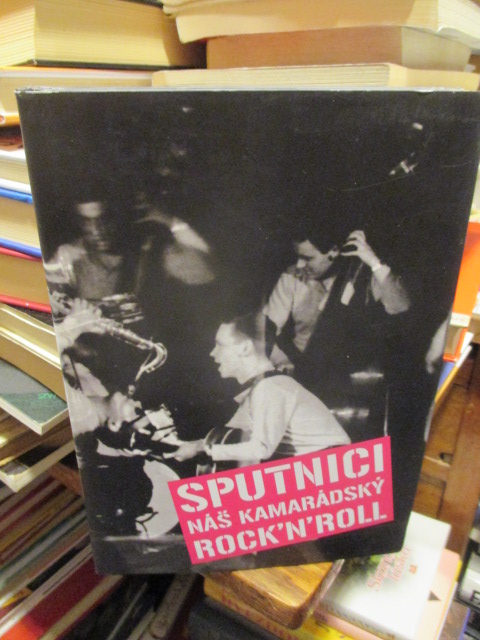 SPUTNICI
NÁŠ KAMARÁDSKÝ
ROCK'N'ROLL